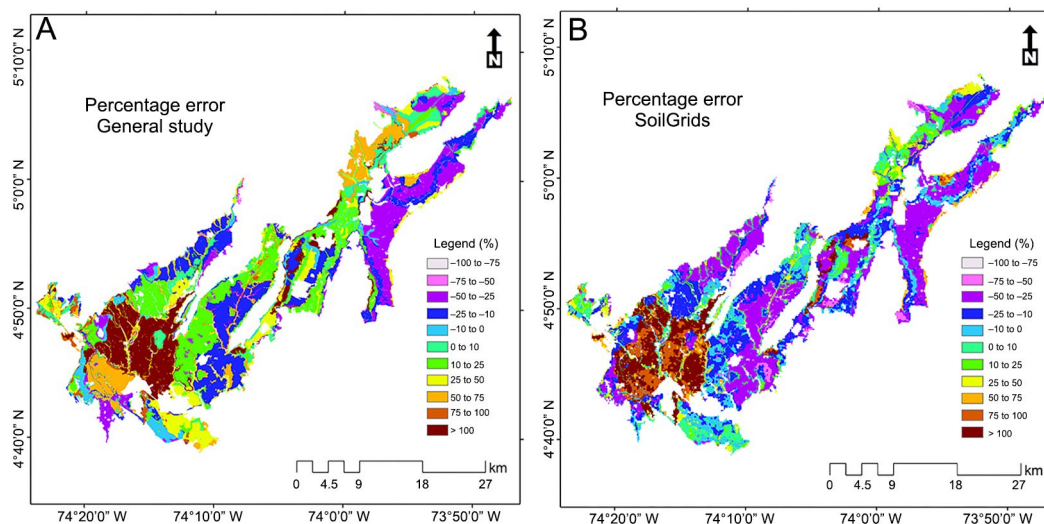 A
N
Percentage error
General study
Legend (%)
–100 to –75
–75 to –50
–50 to –25
–25 to –10
–10 to 0
0 to 10
10 to 25
25 to 50
50 to 75
75 to 100
> 100
km
0 4.5 9 18 27
5°10'0" N
5°0'0" N
4°50'0" N
4°40'0" N
74°20'0" W 74°10'0" W 74°0'0" W 73°50'0" W
B
N
Percentage error
SoilGrids
Legend (%)
–100 to –75
–75 to –50
–50 to –25
–25 to –10
–10 to 0
0 to 10
10 to 25
25 to 50
50 to 75
75 to 100
> 100
km
0 4.5 9 18 27
5°10'0" N
5°0'0" N
4°50'0" N
4°40'0" N
74°20'0" W 74°10'0" W 74°0'0" W 73°50'0" W